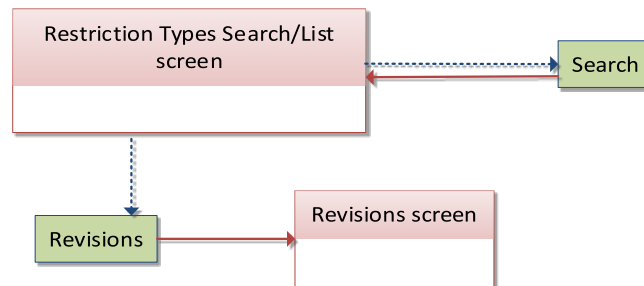 Restriction Types Search/List
screen
Search
Revisions screen
Revisions